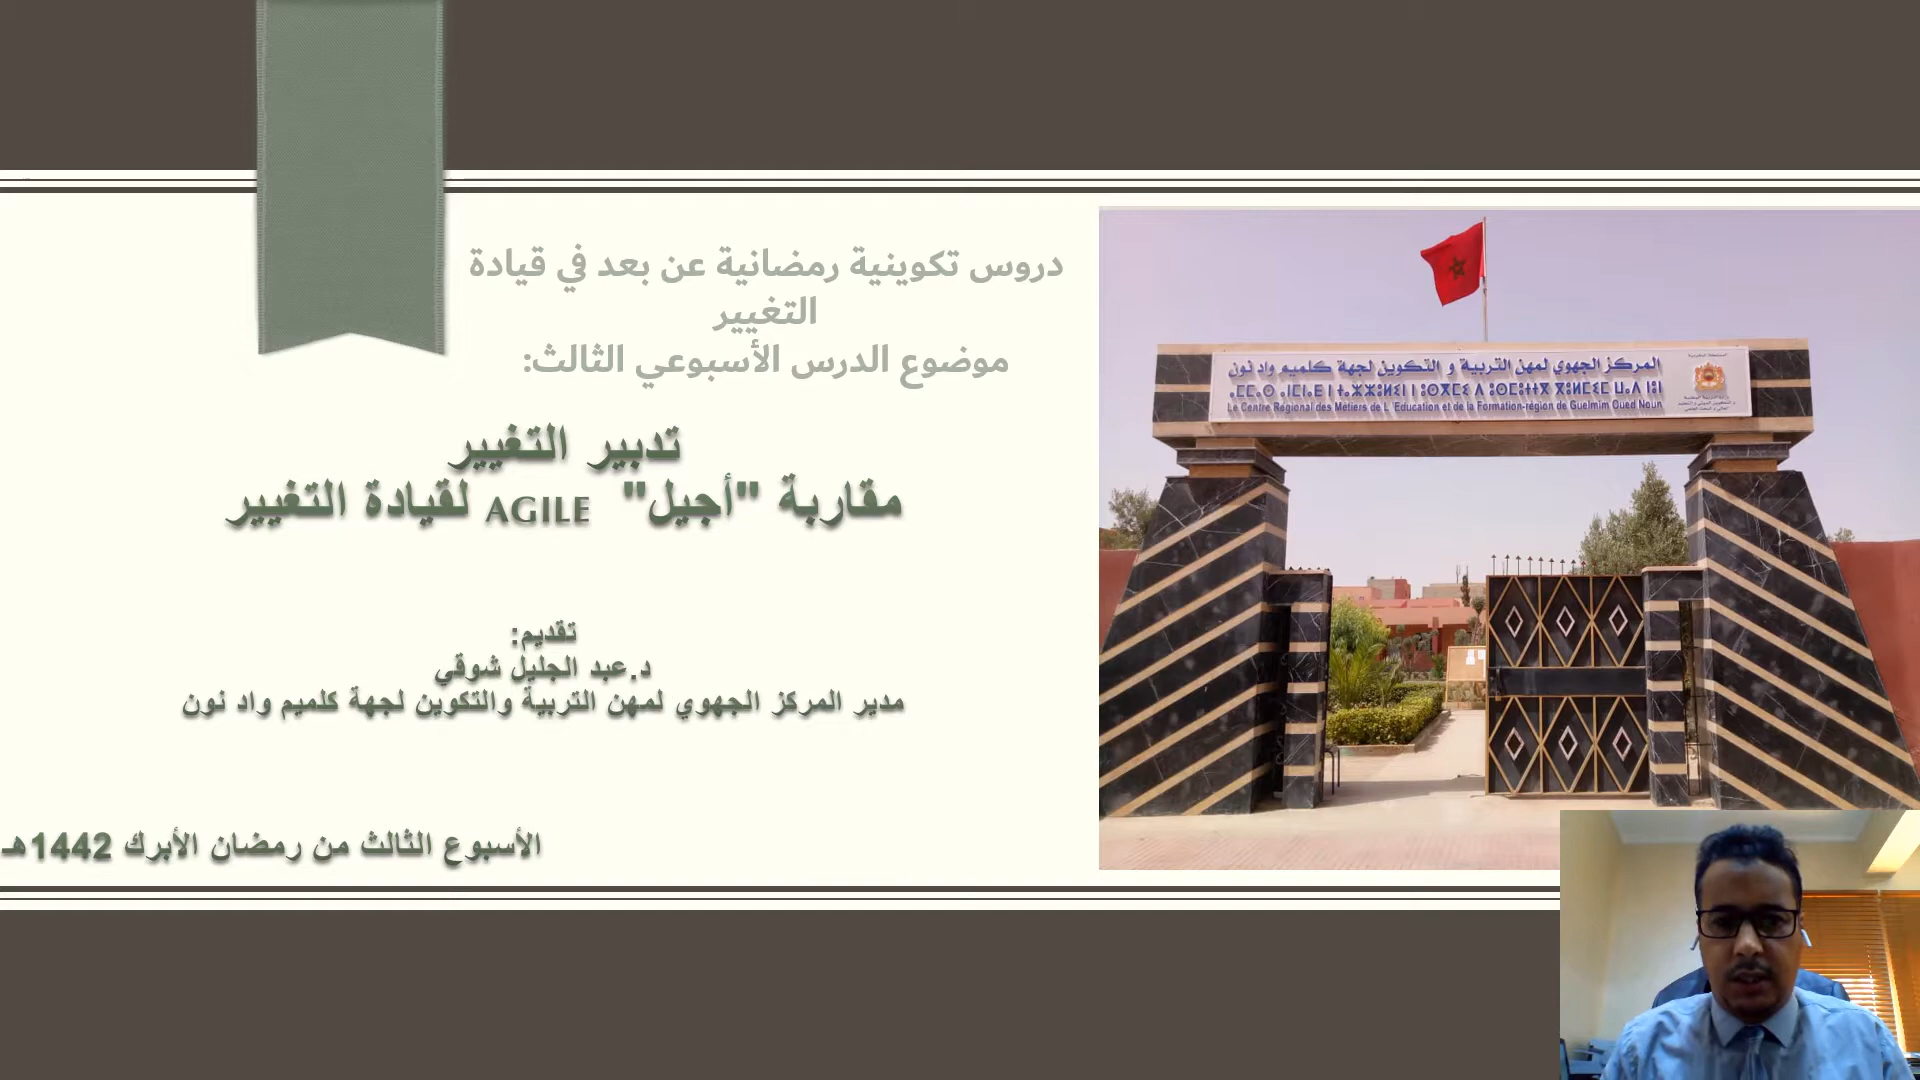 دروس تكوينية رمضانية عن بعد في قيادة
التغيير
موضوع الدرس الأسبوعي الثالث:
تدبير التغيير
مقاربة "أجيل" AGILE لقيادة التغيير
تقديم:
د.عبد الجليل شوقي
مدير المركز الجهوي لمهن التربية والتكوين لجهة كلميم واد نون
الأسبوع الثالث من رمضان الأبرك 1442هـ
المركز الجهوي لمهن التربية و التكوين لجهة كلميم واد نون
Le Centre Régional des Métiers de L'Education et de la Formation-région de Guelmim Oued Noun